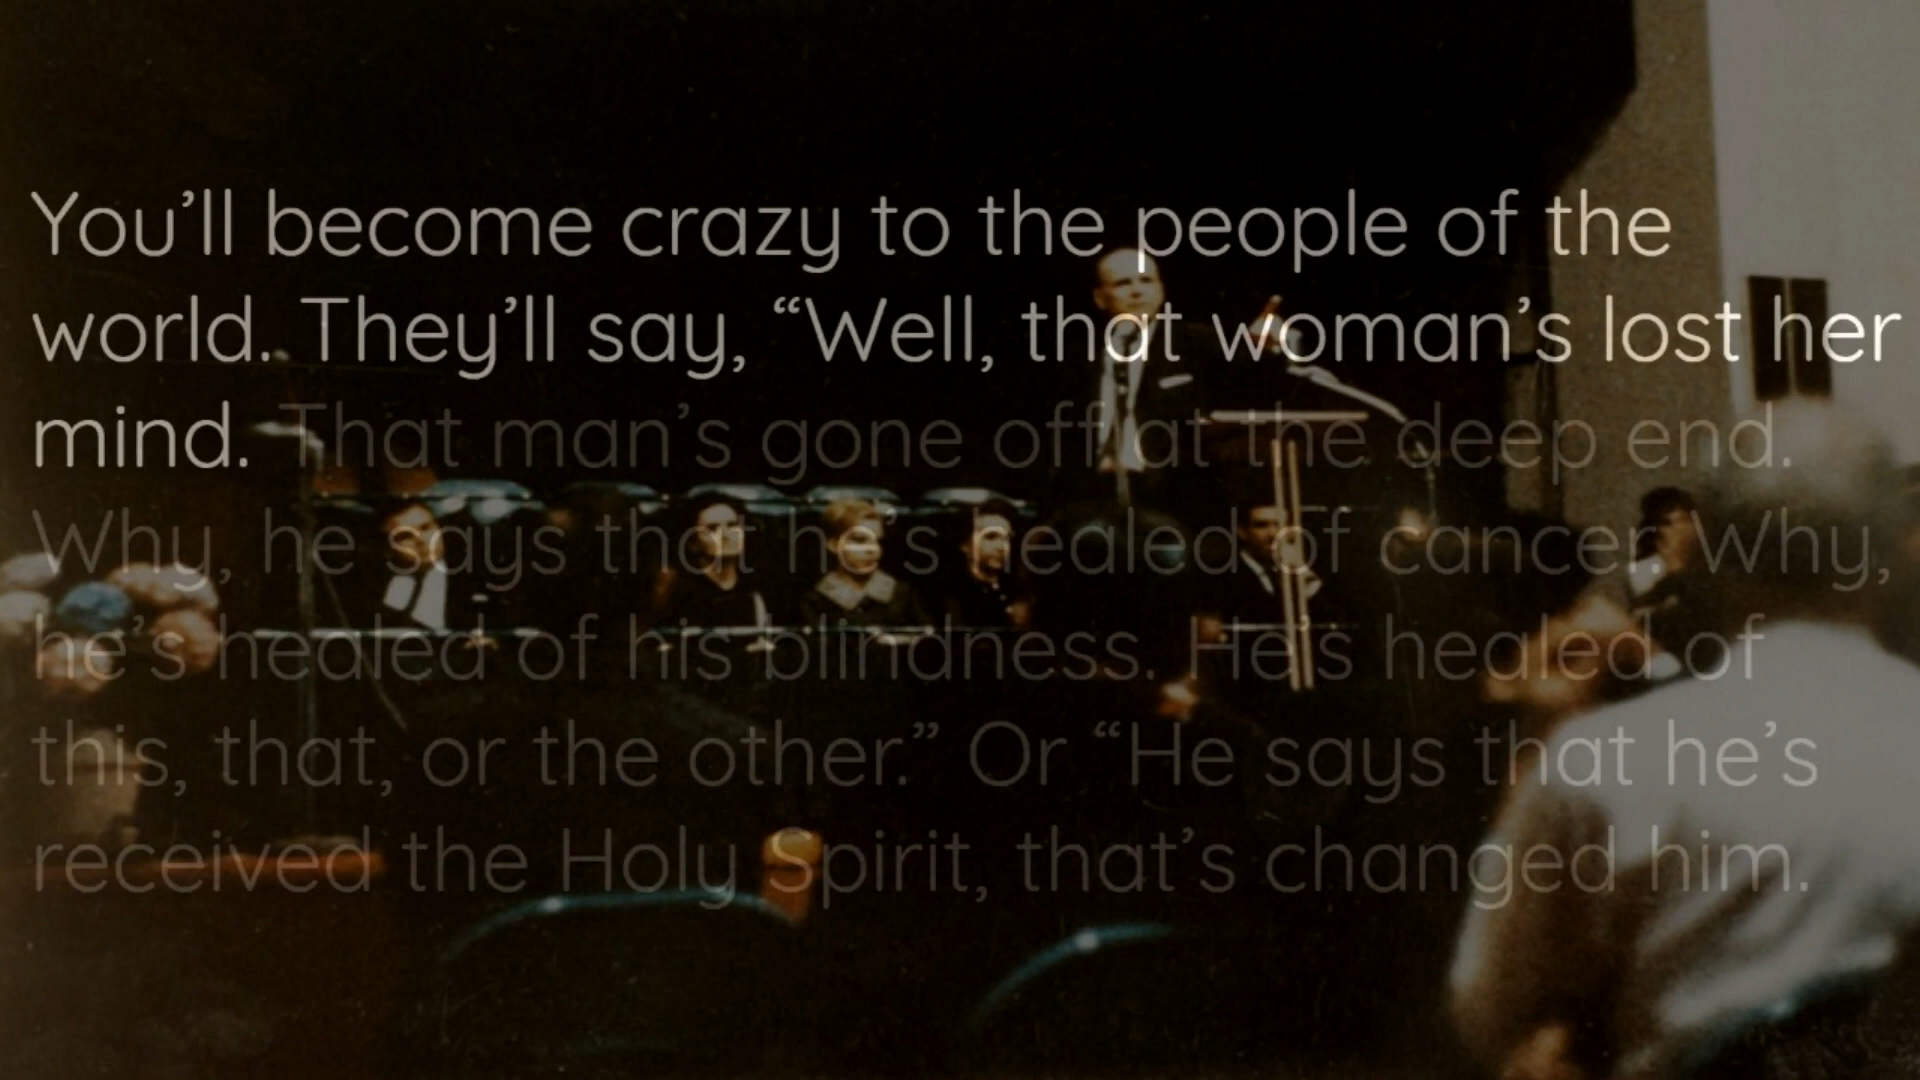 You’ll become crazy to the people of the
world. They’ll say, “Well, that woman’s lost her
mind. That man’s gone off at the deep end.
Why, he says that he’s healed of cancer. Why,
he’s healed of his blindness. He’s healed of
this, that, or the other.” Or “He says that he’s
received the Holy Spirit, that’s changed him.